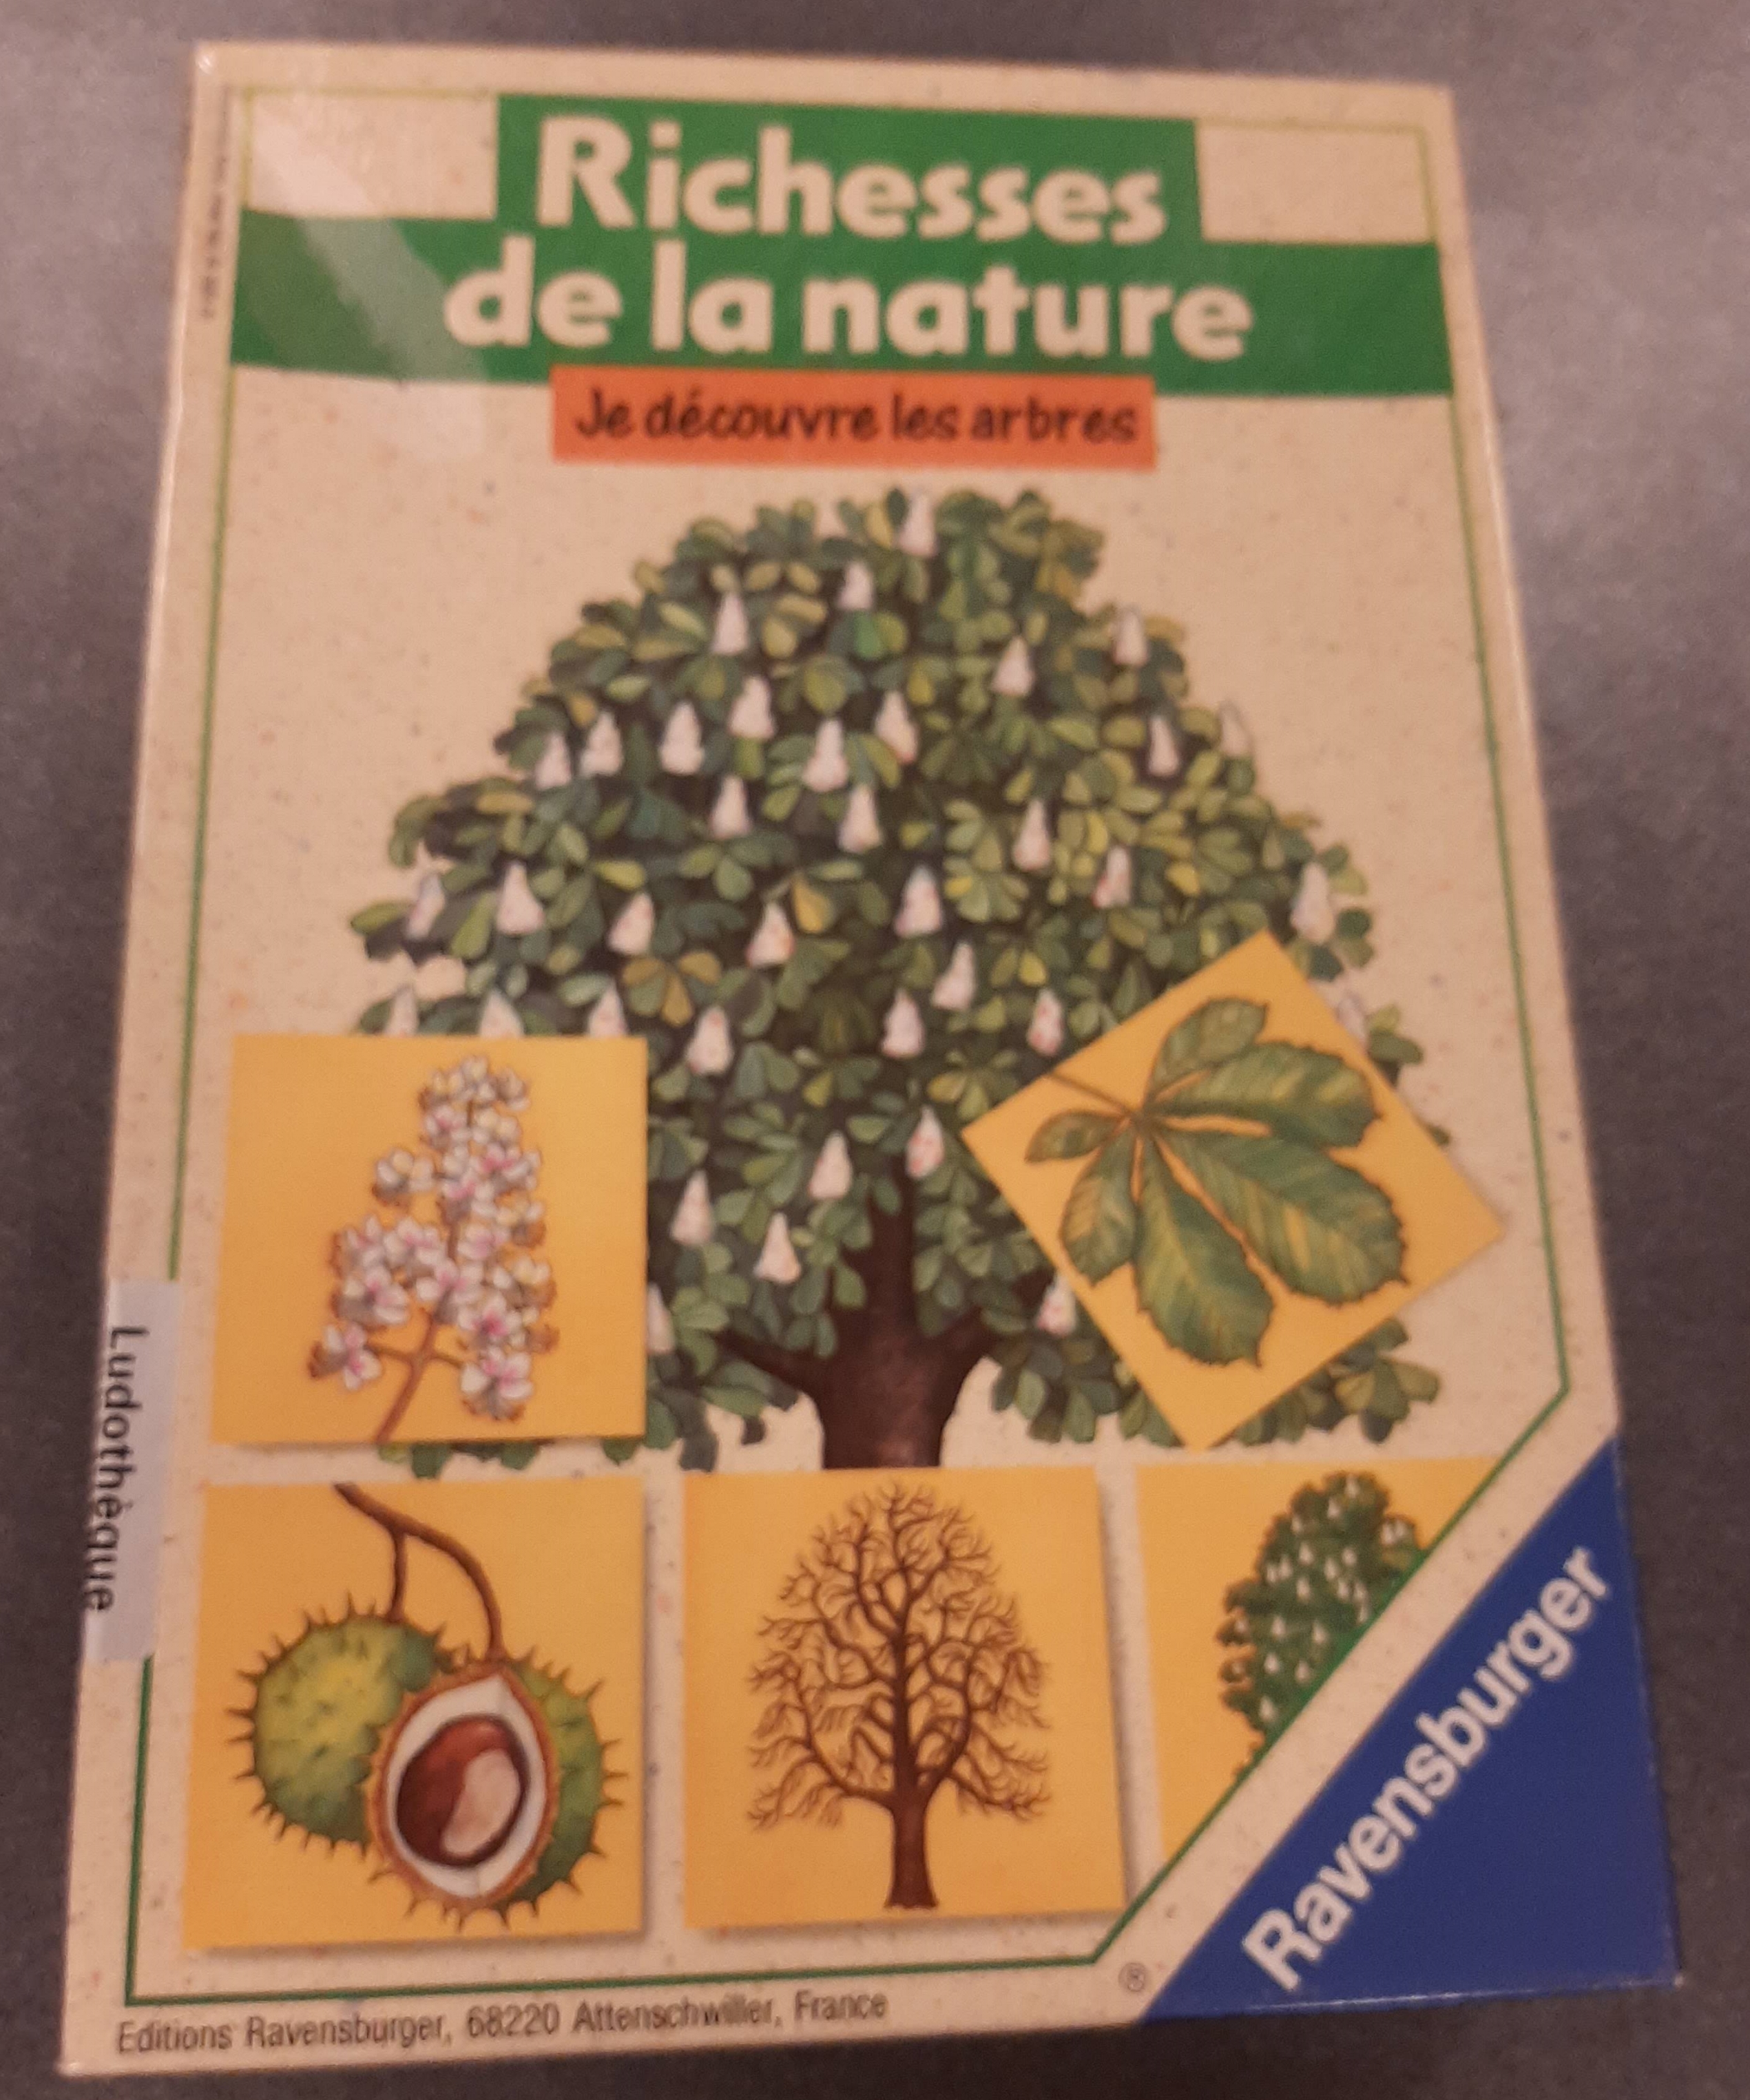 Richesses
de la nature
Je découvre les arbres
Ludothèque
Ravensburger
®
Editions Ravensburger, 68220 Attenschwiller, France